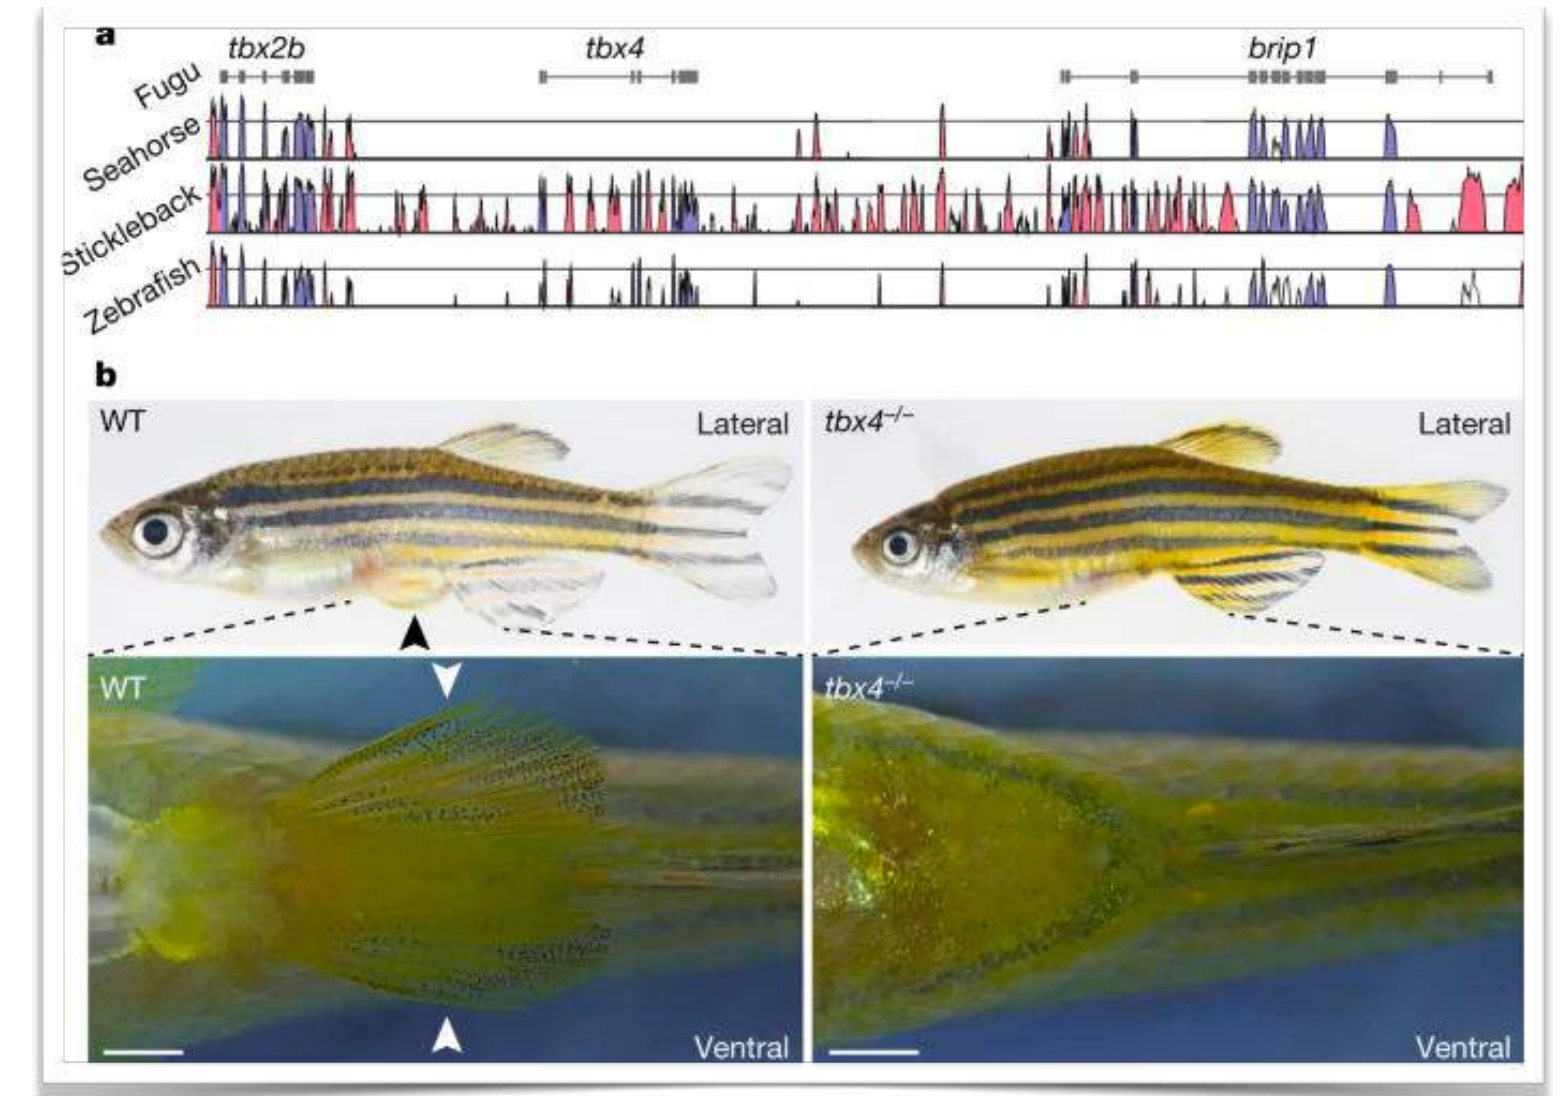 a
tbx2b tbx4 brip1
Fugu
Seahorse
Stickleback
Zebrafish
b
WT Lateral tbx4–/– Lateral
WT tbx4–/–
Ventral Ventral